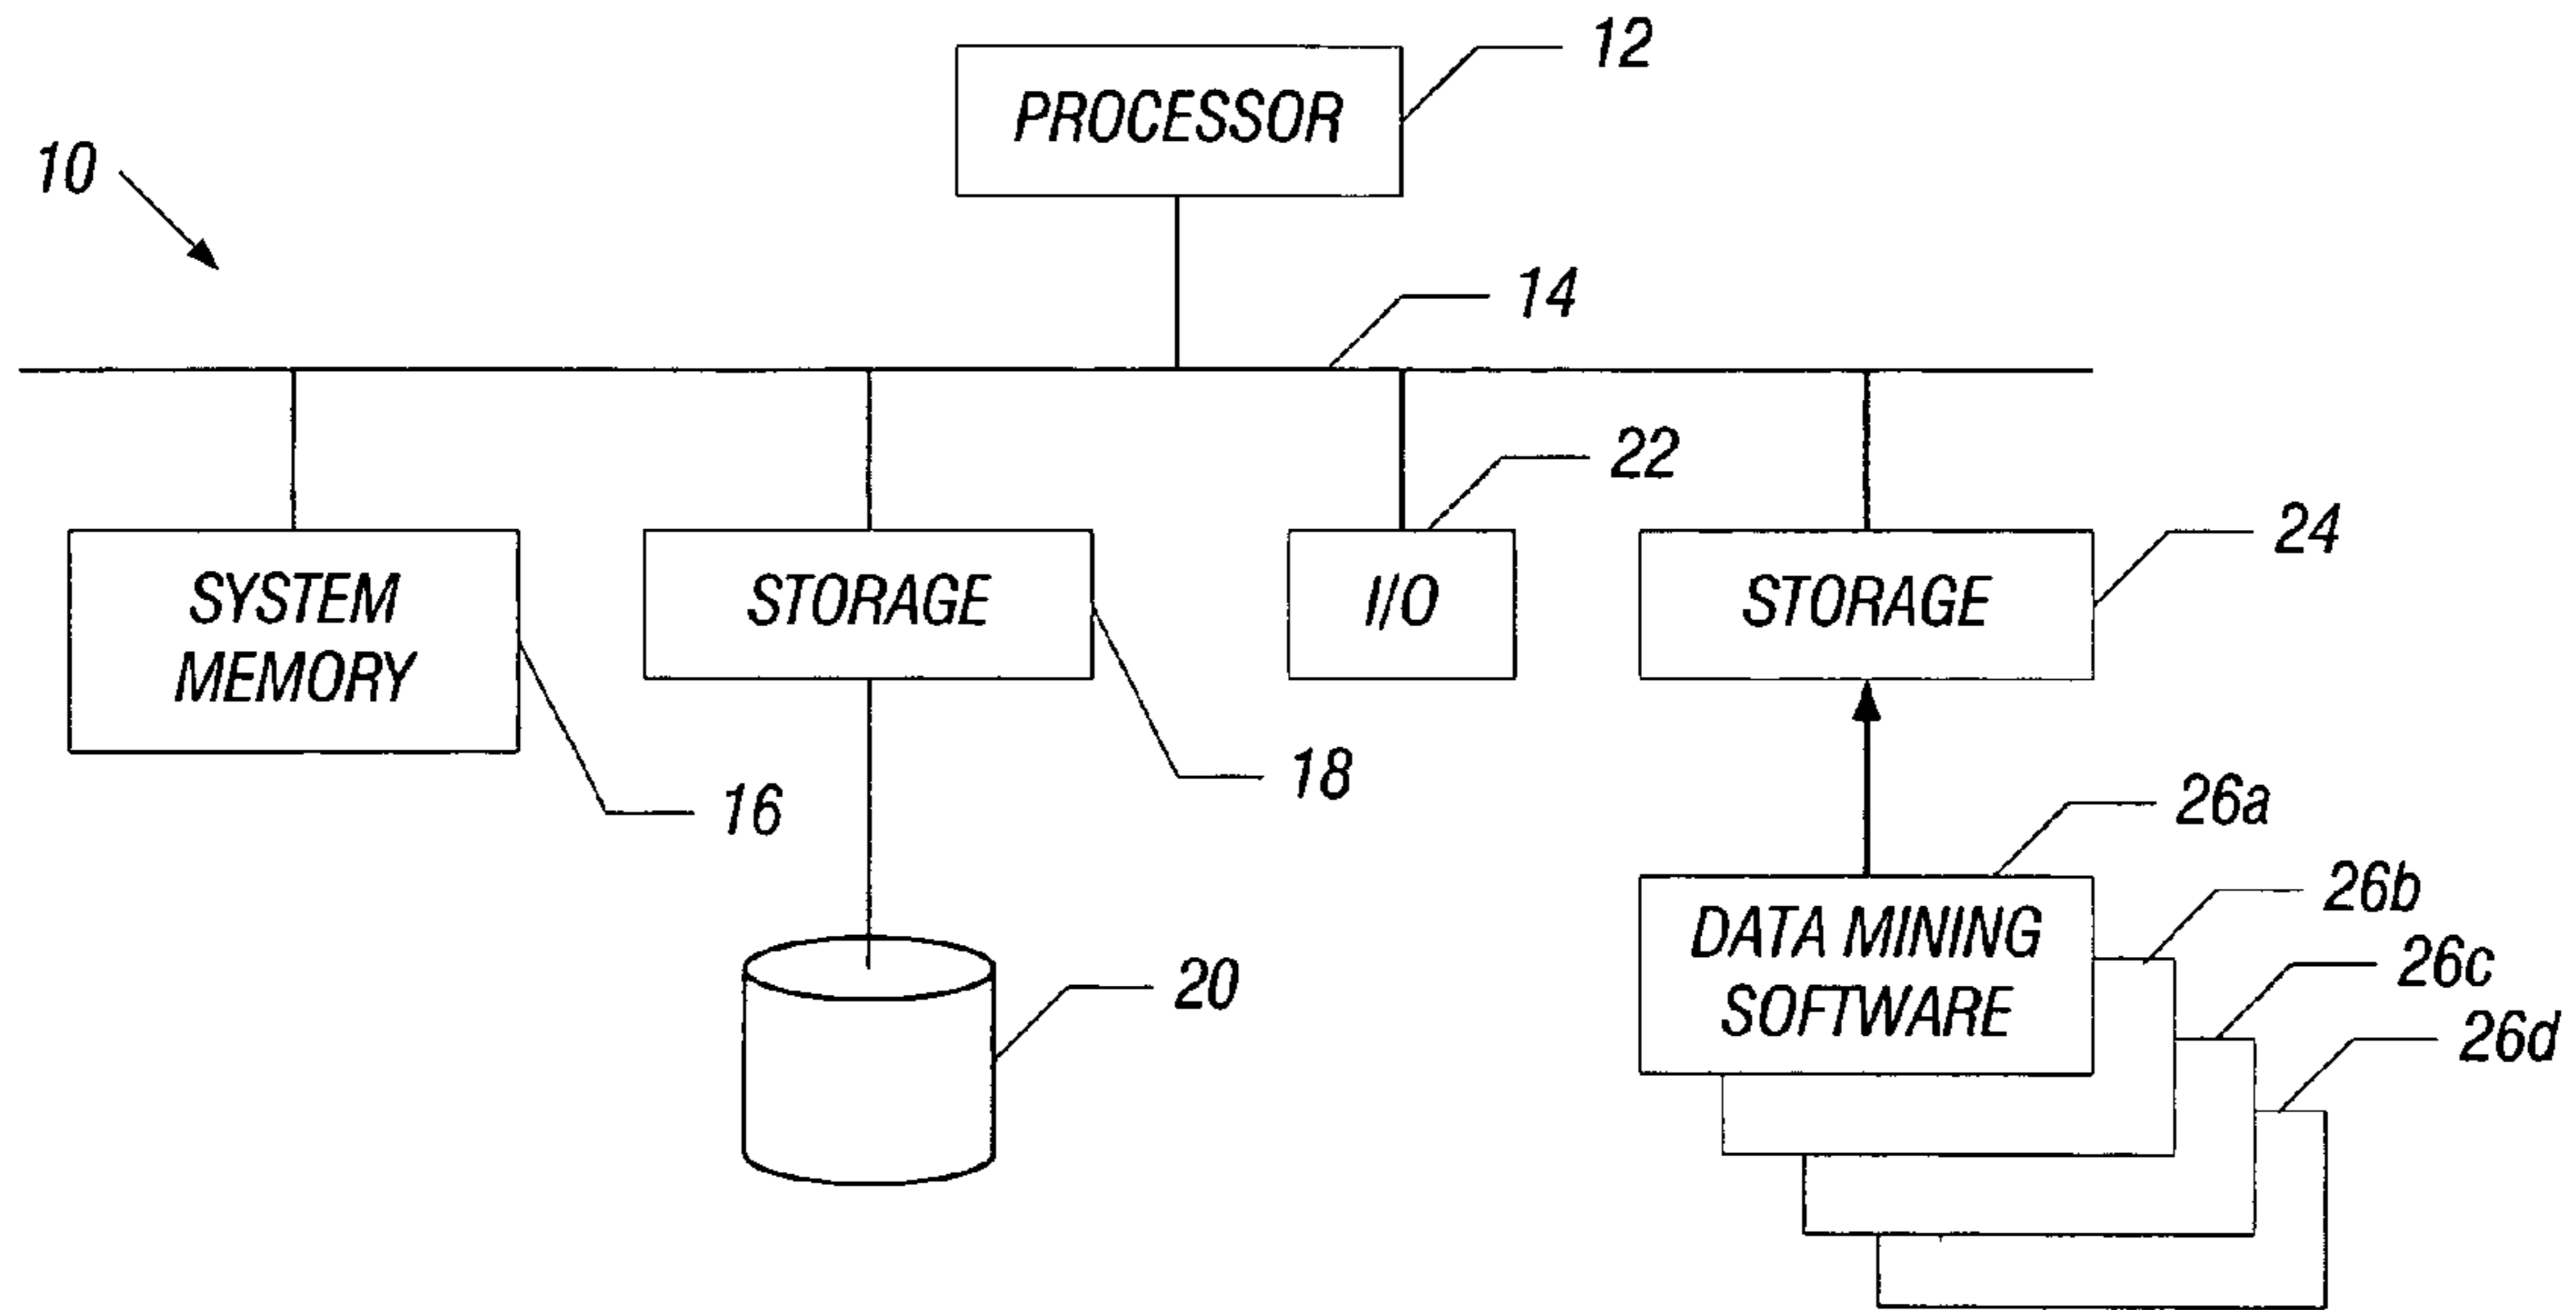 12
PROCESSOR
10
14
22
24
SYSTEM
MEMORY
STORAGE
I/O
STORAGE
18
16
26a
26b
DATA MINING
SOFTWARE
26c
20
26d